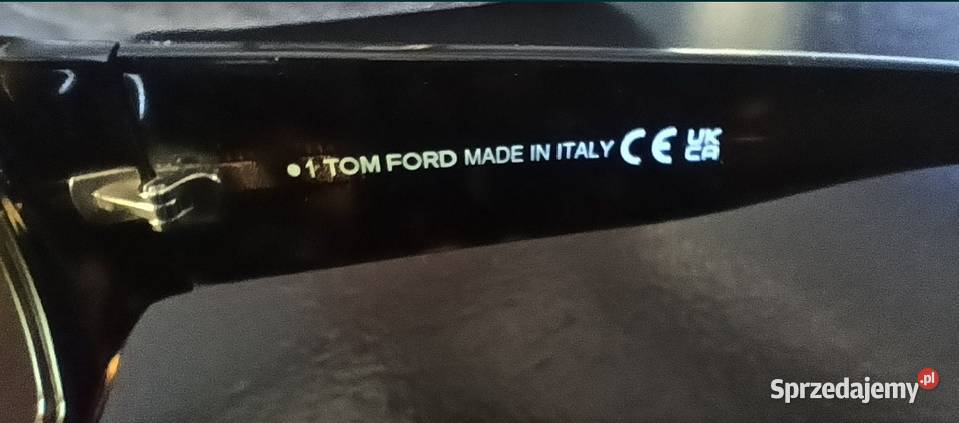 •1 TOM FORD MADE IN ITALY CE UK CA
Sprzedajemy.pl